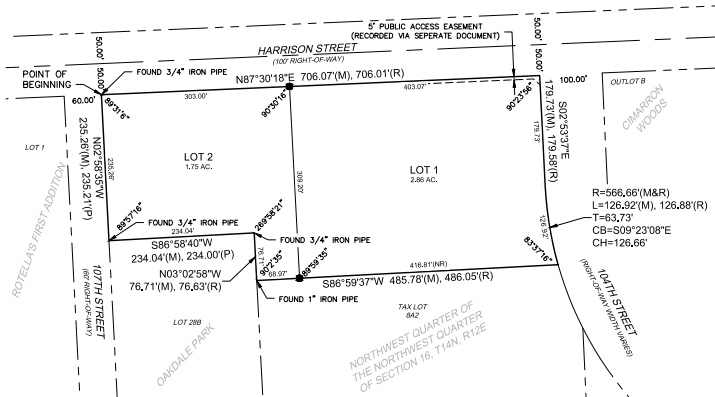 5' PUBLIC ACCESS EASEMENT
(RECORDED VIA SEPERATE DOCUMENT)
HARRISON STREET
(100' RIGHT-OF-WAY)
50.00'
50.00'
50.00'
50.00'
POINT OF
BEGINNING
FOUND 3/4" IRON PIPE
N87°30'18"E 706.07'(M), 706.01'(R)
100.00'
OUTLOT B
CIMARRON
WOODS
60.00'
89°31'6"
303.00'
90°30'16"
403.07'
90°23'56"
S02°53'37"E
179.73'(M), 179.58'(R)
179.73'
LOT 1
N02°58'35"W
235.26'(M), 235.21'(P)
235.26'
LOT 2
1.75 AC.
309.20'
LOT 1
2.86 AC.
R=566.66'(M&R)
L=126.92'(M), 126.88'(R)
T=63.73'
CB=S09°23'08"E
CH=126.66'
126.92'
ROTELLA'S FIRST ADDITION
89°57'16"
FOUND 3/4" IRON PIPE
234.04'
269°58'21"
S86°58'40"W
234.04'(M), 234.00'(P)
FOUND 3/4" IRON PIPE
N03°02'58"W
76.71'(M), 76.63'(R)
76.71'
90°2'35"
68.97'
89°59'35"
416.81'(NR)
83°37'16"
S86°59'37"W 485.78'(M), 486.05'(R)
FOUND 1" IRON PIPE
107TH STREET
(60' RIGHT-OF-WAY)
104TH STREET
(RIGHT-OF-WAY WIDTH VARIES)
LOT 28B
OAKDALE PARK
TAX LOT
8A2
NORTHWEST QUARTER OF
THE NORTHWEST QUARTER
OF SECTION 16, T14N, R12E